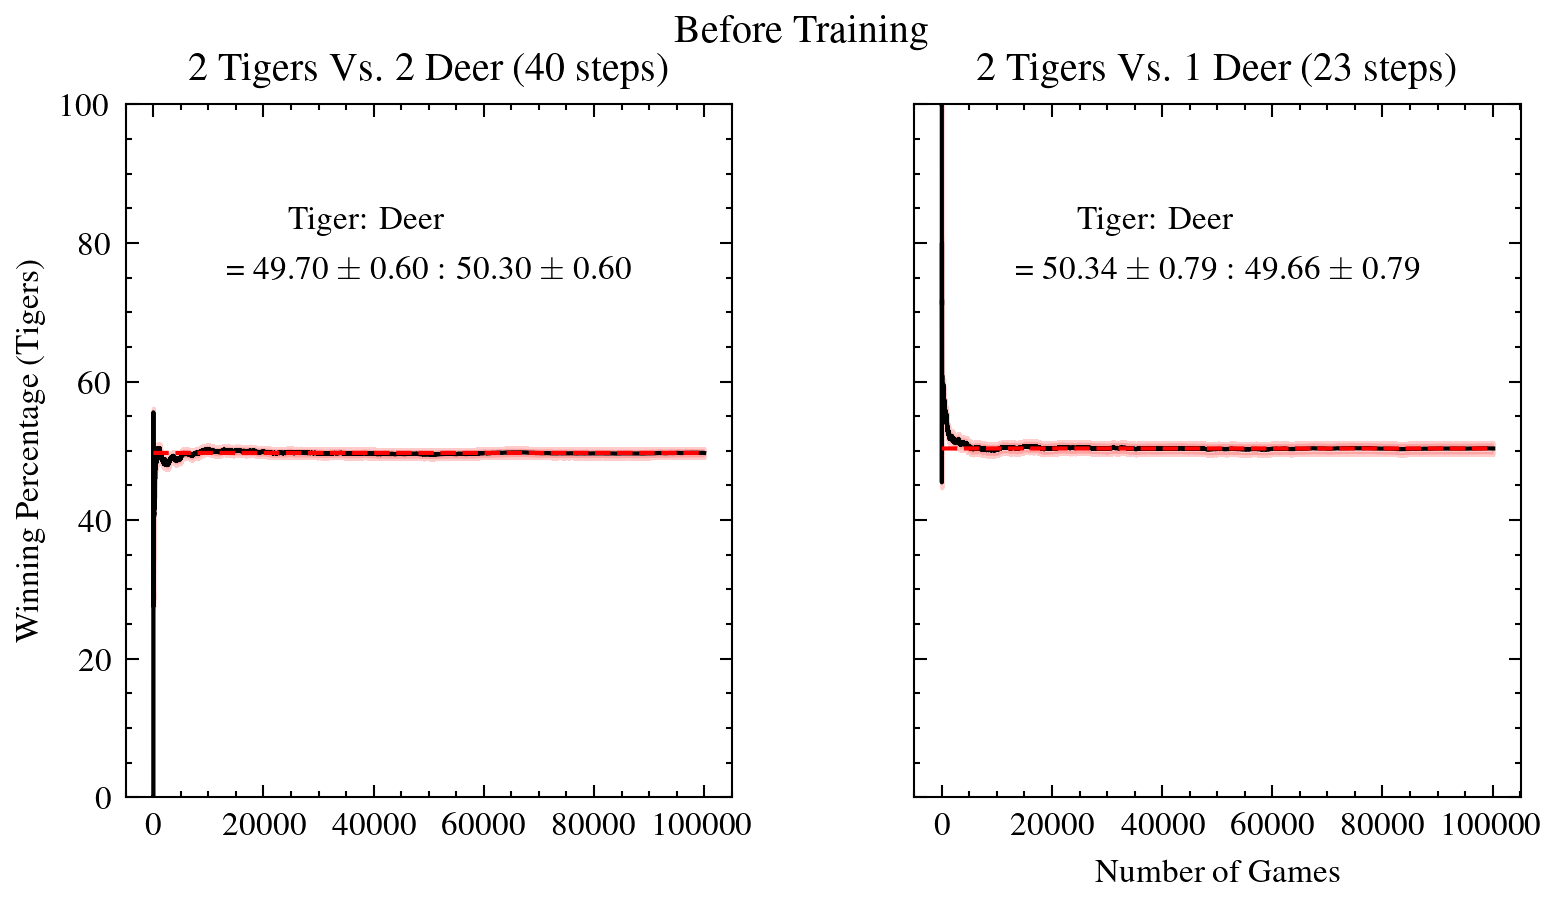 Before Training
2 Tigers Vs. 2 Deer (40 steps)
2 Tigers Vs. 1 Deer (23 steps)
Winning Percentage (Tigers)
100
80
60
40
20
0
Tiger: Deer
= 49.70 ± 0.60 : 50.30 ± 0.60
0 20000 40000 60000 80000 100000
Tiger: Deer
= 50.34 ± 0.79 : 49.66 ± 0.79
0 20000 40000 60000 80000 100000
Number of Games